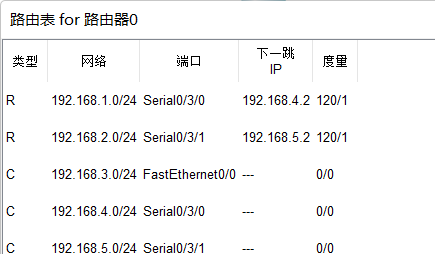 路由表 for 路由器0
类型 网络 端口 下一跳 IP 度量
R 192.168.1.0/24 Serial0/3/0 192.168.4.2 120/1
R 192.168.2.0/24 Serial0/3/1 192.168.5.2 120/1
C 192.168.3.0/24 FastEthernet0/0 --- 0/0
C 192.168.4.0/24 Serial0/3/0 --- 0/0
C 192.168.5.0/24 Serial0/3/1 --- 0/0